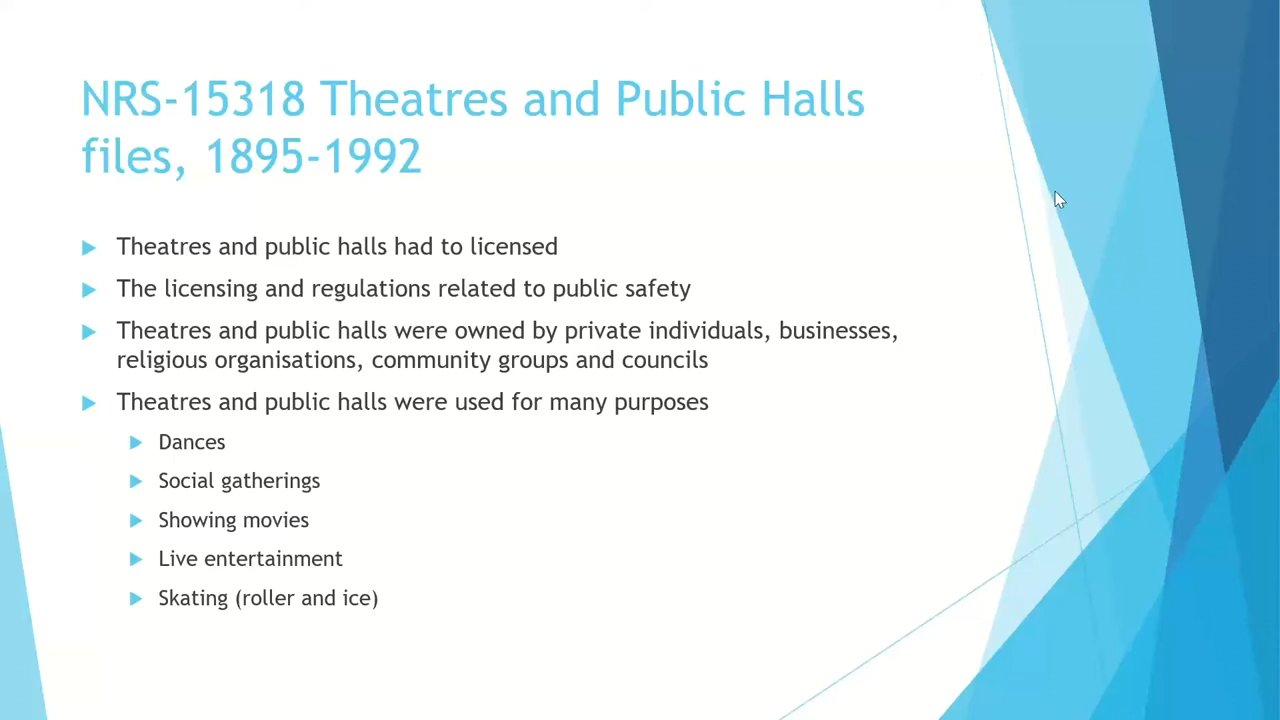 NRS-15318 Theatres and Public Halls
files, 1895-1992
Theatres and public halls had to licensed
The licensing and regulations related to public safety
Theatres and public halls were owned by private individuals, businesses,
religious organisations, community groups and councils
Theatres and public halls were used for many purposes
Dances
Social gatherings
Showing movies
Live entertainment
Skating (roller and ice)